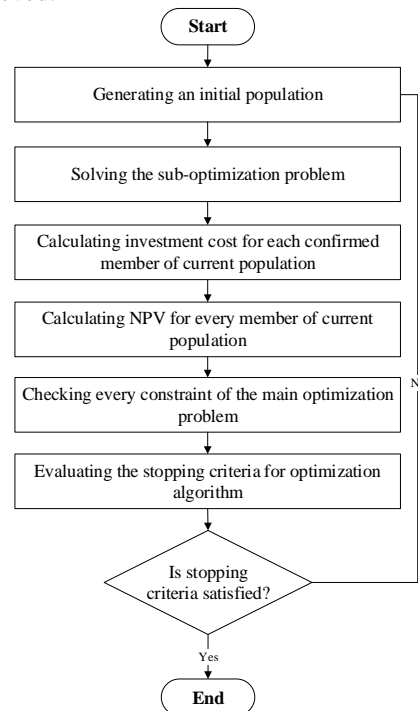 Start
Generating an initial population
Solving the sub-optimization problem
Calculating investment cost for each confirmed
member of current population
Calculating NPV for every member of current
population
Checking every constraint of the main optimization
problem
N
Evaluating the stopping criteria for optimization
algorithm
Is stopping
criteria satisfied?
Yes
End